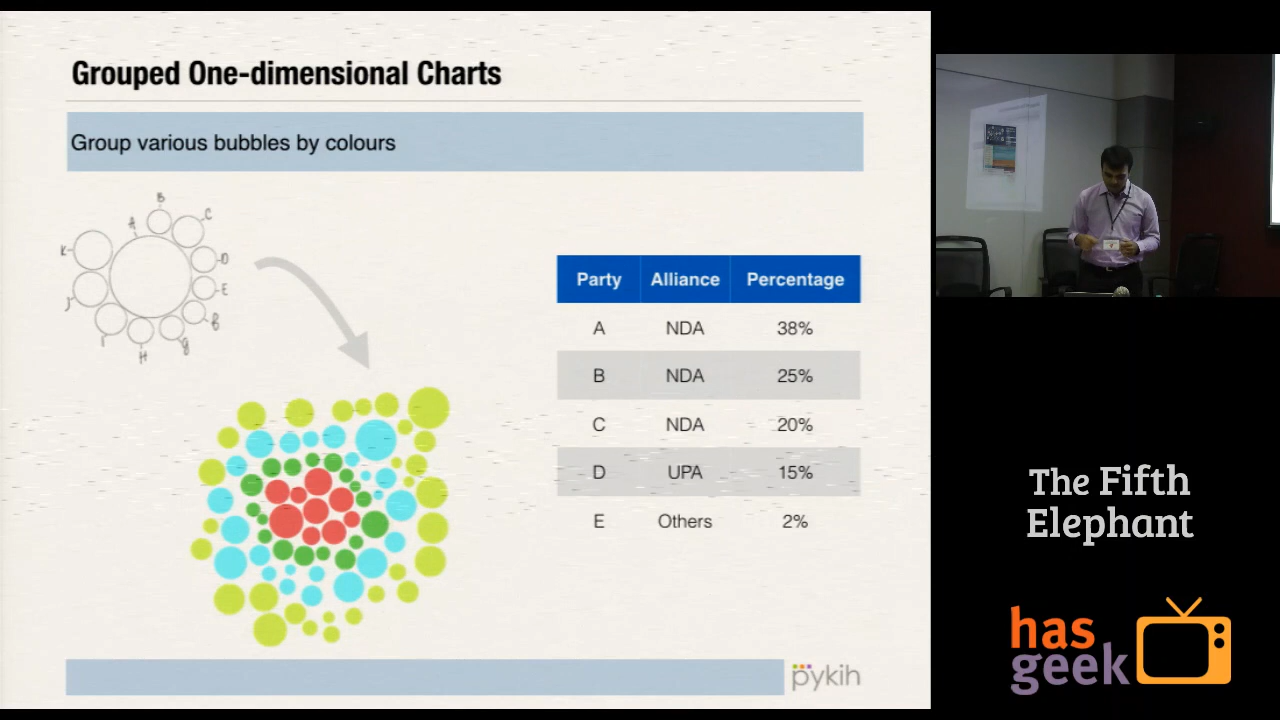 Grouped One-dimensional Charts
Group various bubbles by colours
B
A
C
K
D
E
J
B
I
g
H
Party Alliance Percentage
A NDA 38%
B NDA 25%
C NDA 20%
D UPA 15%
E Others 2%
pykih
The Fifth
Elephant
has
geek